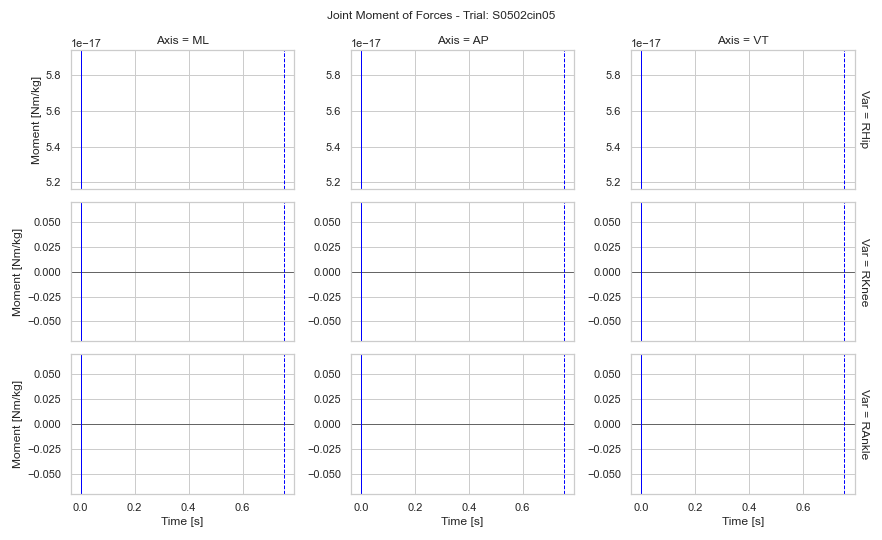 Joint Moment of Forces - Trial: S0502cin05
1e−17 Axis = ML
1e−17 Axis = AP
1e−17 Axis = VT
5.8
5.6
5.4
5.2
Moment [Nm/kg]
5.8
5.6
5.4
5.2
5.8
5.6
5.4
5.2
Var = RHip
0.050
0.025
0.000
−0.025
−0.050
Moment [Nm/kg]
0.050
0.025
0.000
−0.025
−0.050
0.050
0.025
0.000
−0.025
−0.050
Var = RKnee
0.050
0.025
0.000
−0.025
−0.050
Moment [Nm/kg]
0.050
0.025
0.000
−0.025
−0.050
0.050
0.025
0.000
−0.025
−0.050
Var = RAnkle
0.0 0.2 0.4 0.6
0.0 0.2 0.4 0.6
0.0 0.2 0.4 0.6
Time [s]
Time [s]
Time [s]